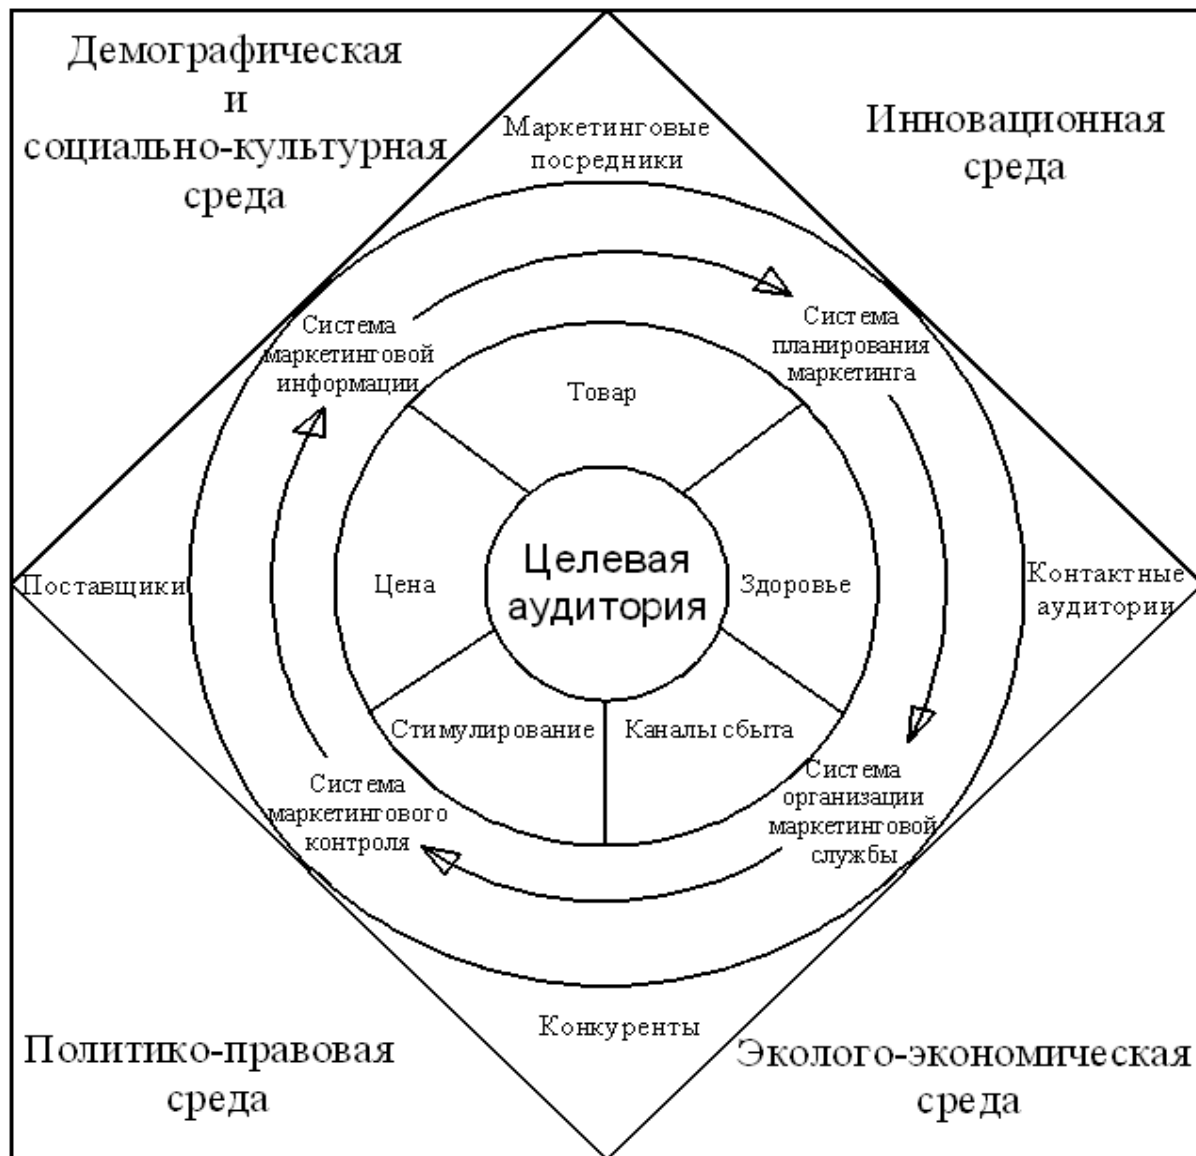 Демографическая
и
социально-культурная
среда
Инновационная
среда
Маркетинговые
посредники
Система
маркетинговой
информации
Система
планирования
маркетинга
Товар
Поставщики
Цена
Целевая
аудитория
Здоровье
Контактные
аудитории
Стимулирование
Каналы сбыта
Система
маркетингового
контроля
Система
организации
маркетинговой
службы
Конкуренты
Политико-правовая
среда
Эколого-экономическая
среда